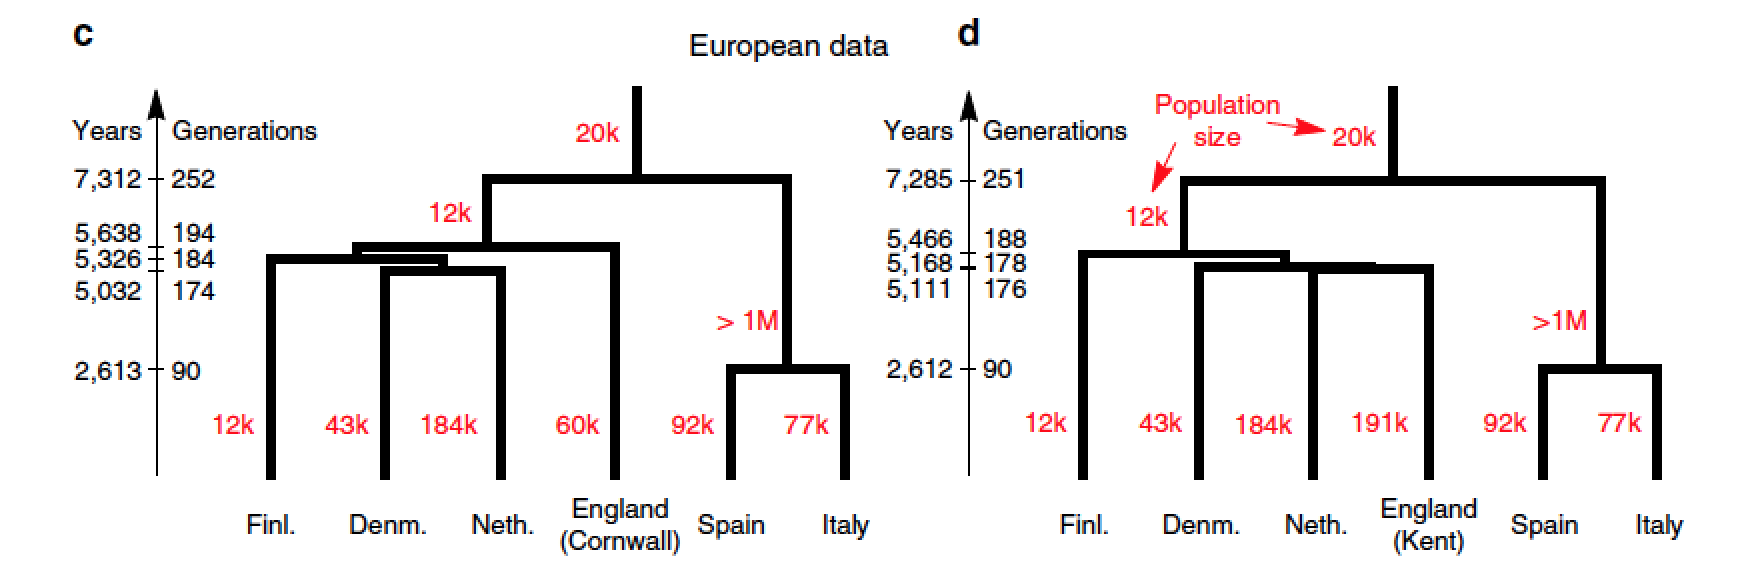 c
European data
d
Years Generations
20k
7,312 252
12k
5,638 194
5,326 184
5,032 174
> 1M
2,613 90
12k 43k 184k 60k 92k 77k
Finl. Denm. Neth. England (Cornwall) Spain Italy
Years Generations
Population
size
20k
7,285 251
12k
5,466 188
5,168 178
5,111 176
>1M
2,612 90
12k 43k 184k 191k 92k 77k
Finl. Denm. Neth. England (Kent) Spain Italy